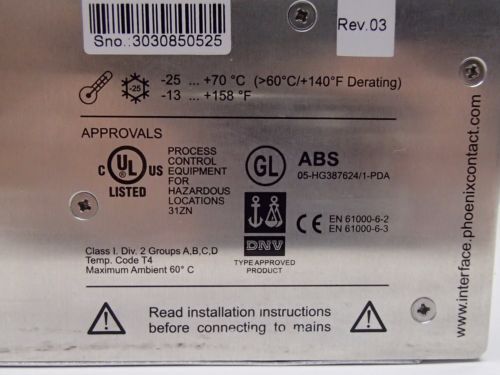 Sno.:3030850525
Rev.03
-25
-25 ... +70 °C (>60°C/+140°F Derating)
-13 ... +158 °F
APPROVALS
C UL US
LISTED
PROCESS
CONTROL
EQUIPMENT
FOR
HAZARDOUS
LOCATIONS
31ZN
GL
ABS
05-HG387624/1-PDA
DNV
TYPE APPROVED
PRODUCT
CE
EN 61000-6-2
EN 61000-6-3
Class I. Div. 2 Groups A,B,C,D
Temp. Code T4
Maximum Ambient 60° C
Read installation instructions
before connecting to mains
www.interface.phoenixcontact.com